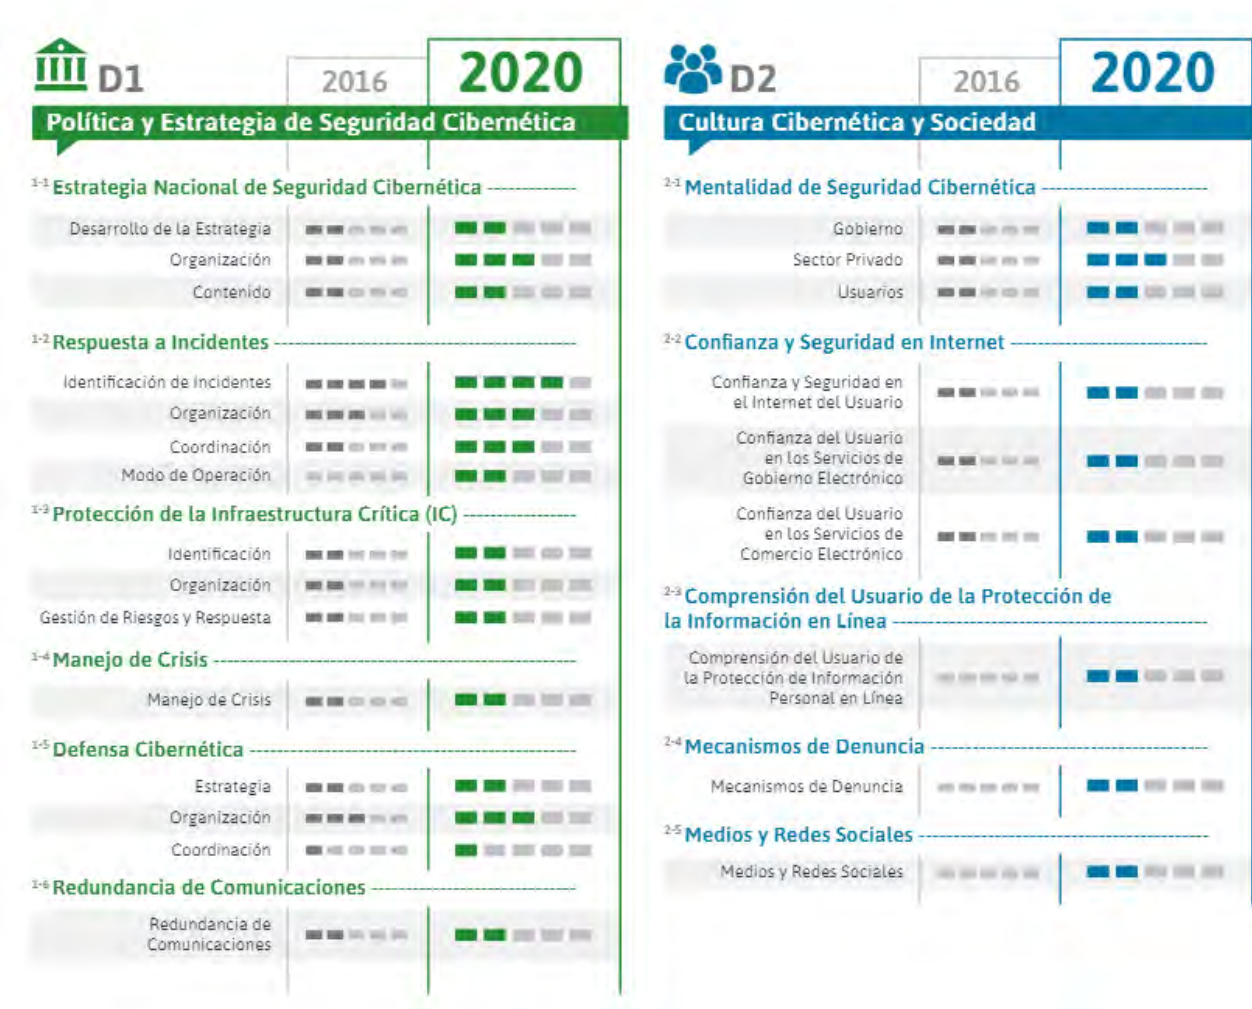 D1
2016
2020
Política y Estrategia de Seguridad Cibernética
1-1 Estrategia Nacional de Seguridad Cibernética
Desarrollo de la Estrategia
Organización
Contenido
1-2 Respuesta a Incidentes
Identificación de Incidentes
Organización
Coordinación
Modo de Operación
1-3 Protección de la Infraestructura Crítica (IC)
Identificación
Organización
Gestión de Riesgos y Respuesta
1-4 Manejo de Crisis
Manejo de Crisis
1-5 Defensa Cibernética
Estrategia
Organización
Coordinación
1-6 Redundancia de Comunicaciones
Redundancia de
Comunicaciones
D2
2016
2020
Cultura Cibernética y Sociedad
2-1 Mentalidad de Seguridad Cibernética
Gobierno
Sector Privado
Usuarios
2-2 Confianza y Seguridad en Internet
Confianza y Seguridad en
el Internet del Usuario
Confianza del Usuario
en los Servicios de
Gobierno Electrónico
Confianza del Usuario
en los Servicios de
Comercio Electrónico
2-3 Comprensión del Usuario de la Protección de
la Información en Línea
Comprensión del Usuario de
la Protección de Información
Personal en Línea
2-4 Mecanismos de Denuncia
Mecanismos de Denuncia
2-5 Medios y Redes Sociales
Medios y Redes Sociales